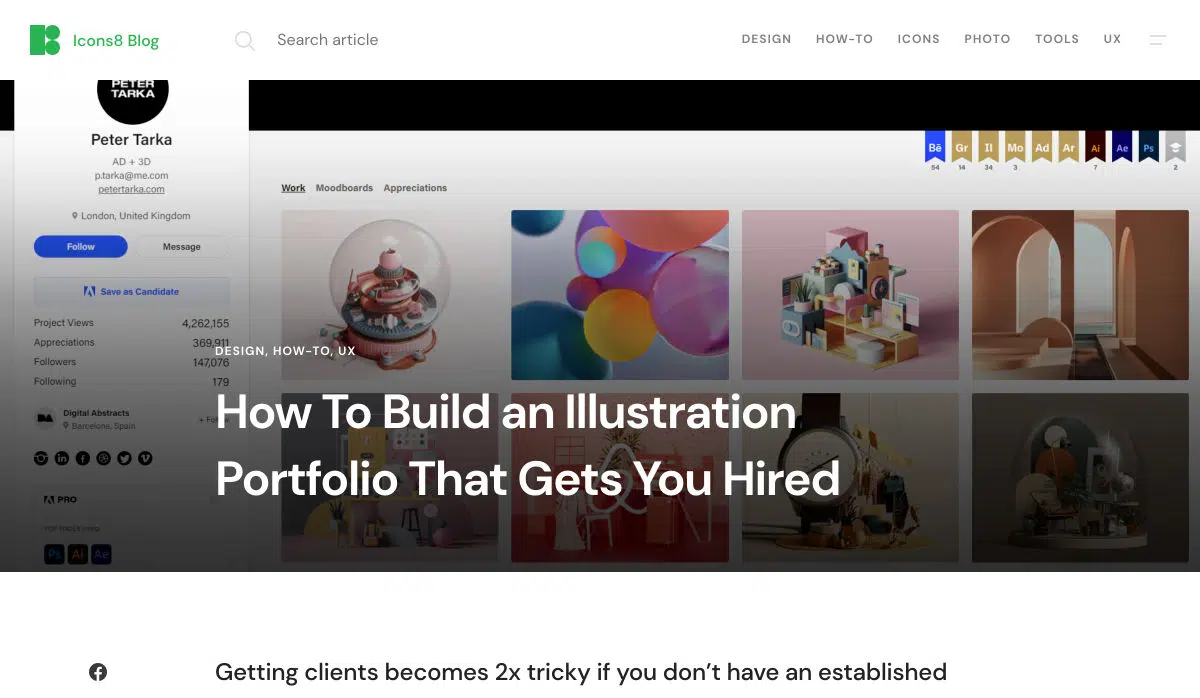 Icons8 Blog
Search article
DESIGN HOW-TO ICONS PHOTO TOOLS UX
PETER
TARKA
Peter Tarka
AD + 3D
p.tarka@me.com
petertarka.com
London, United Kingdom
Follow Message
Save as Candidate
Project Views 4,262,155
Appreciations 369,911
Followers 147,076
Following 179
Digital Abstracts
Barcelona, Spain
PRO
Ps Ai Ae
Bē Gr Il Mo Ad Ar Ai Ae Ps
54 14 34 3 7 2
Work Moodboards Appreciations
DESIGN, HOW-TO, UX
How To Build an Illustration
Portfolio That Gets You Hired
Getting clients becomes 2x tricky if you don’t have an established